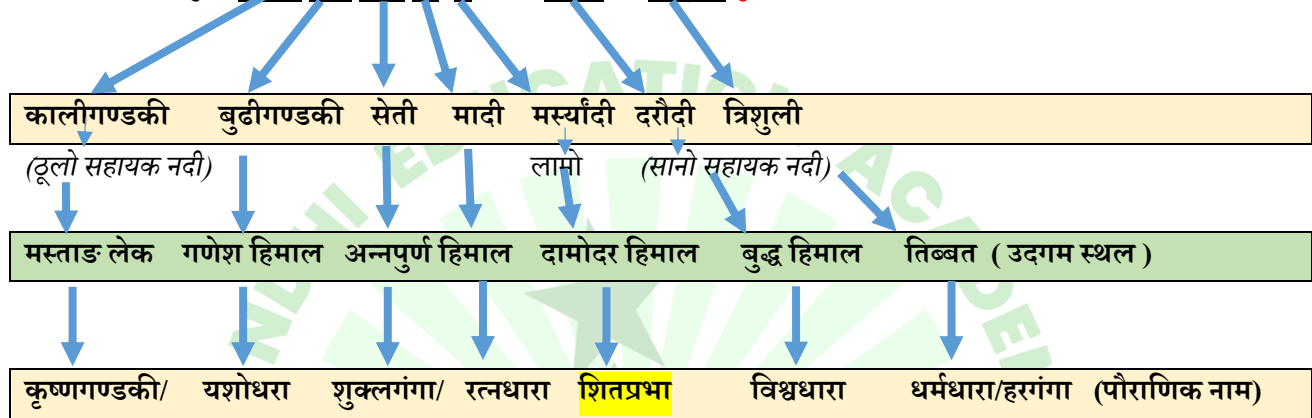 कालीगण्डकी बुढीगण्डकी सेती मादी मर्स्यांदी दरौदी त्रिशुली
(ठूलो सहायक नदी) लामो (सानो सहायक नदी)
मस्ताङ लेक गणेश हिमाल अन्नपुर्ण हिमाल दामोदर हिमाल बुद्ध हिमाल तिब्बत ( उदगम स्थल )
कृष्णगण्डकी/ यशोधरा शुक्लगंगा/ रत्नधारा शितप्रभा विश्वधारा धर्मधारा/हरगंगा (पौराणिक नाम)